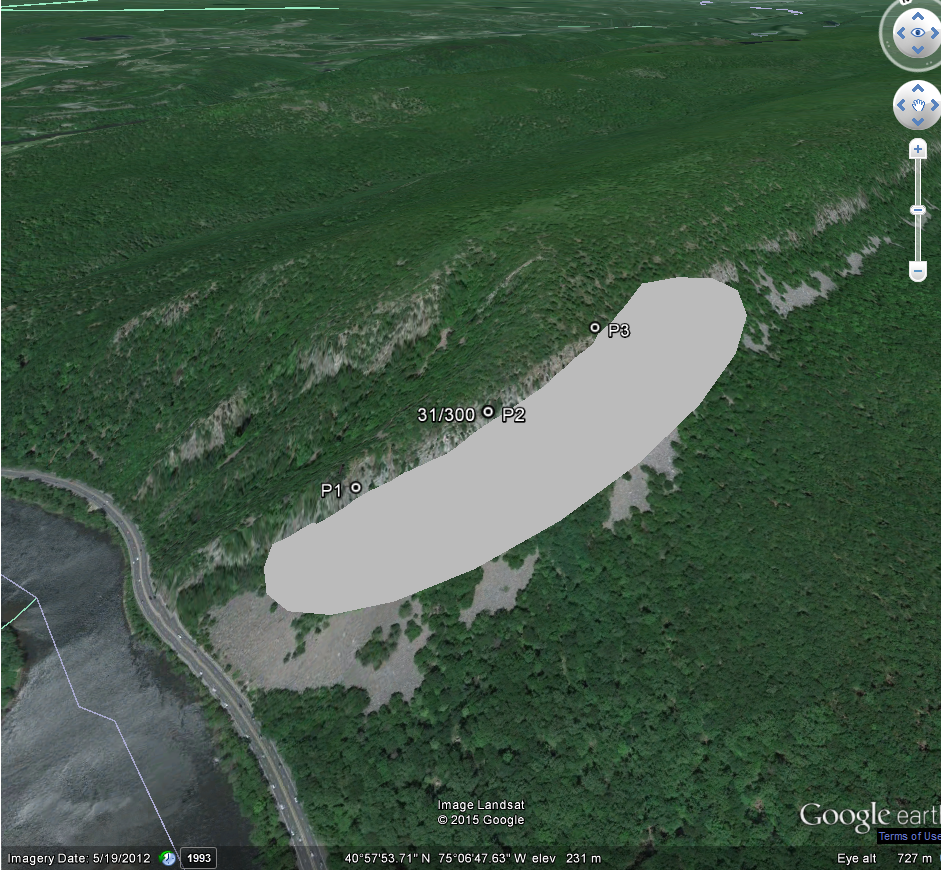 P3
31/300 P2
P1
Image Landsat
© 2015 Google
Google earth
Terms of Use
Imagery Date: 5/19/2012 1993 40°57'53.71" N 75°06'47.63" W elev 231 m Eye alt 727 m